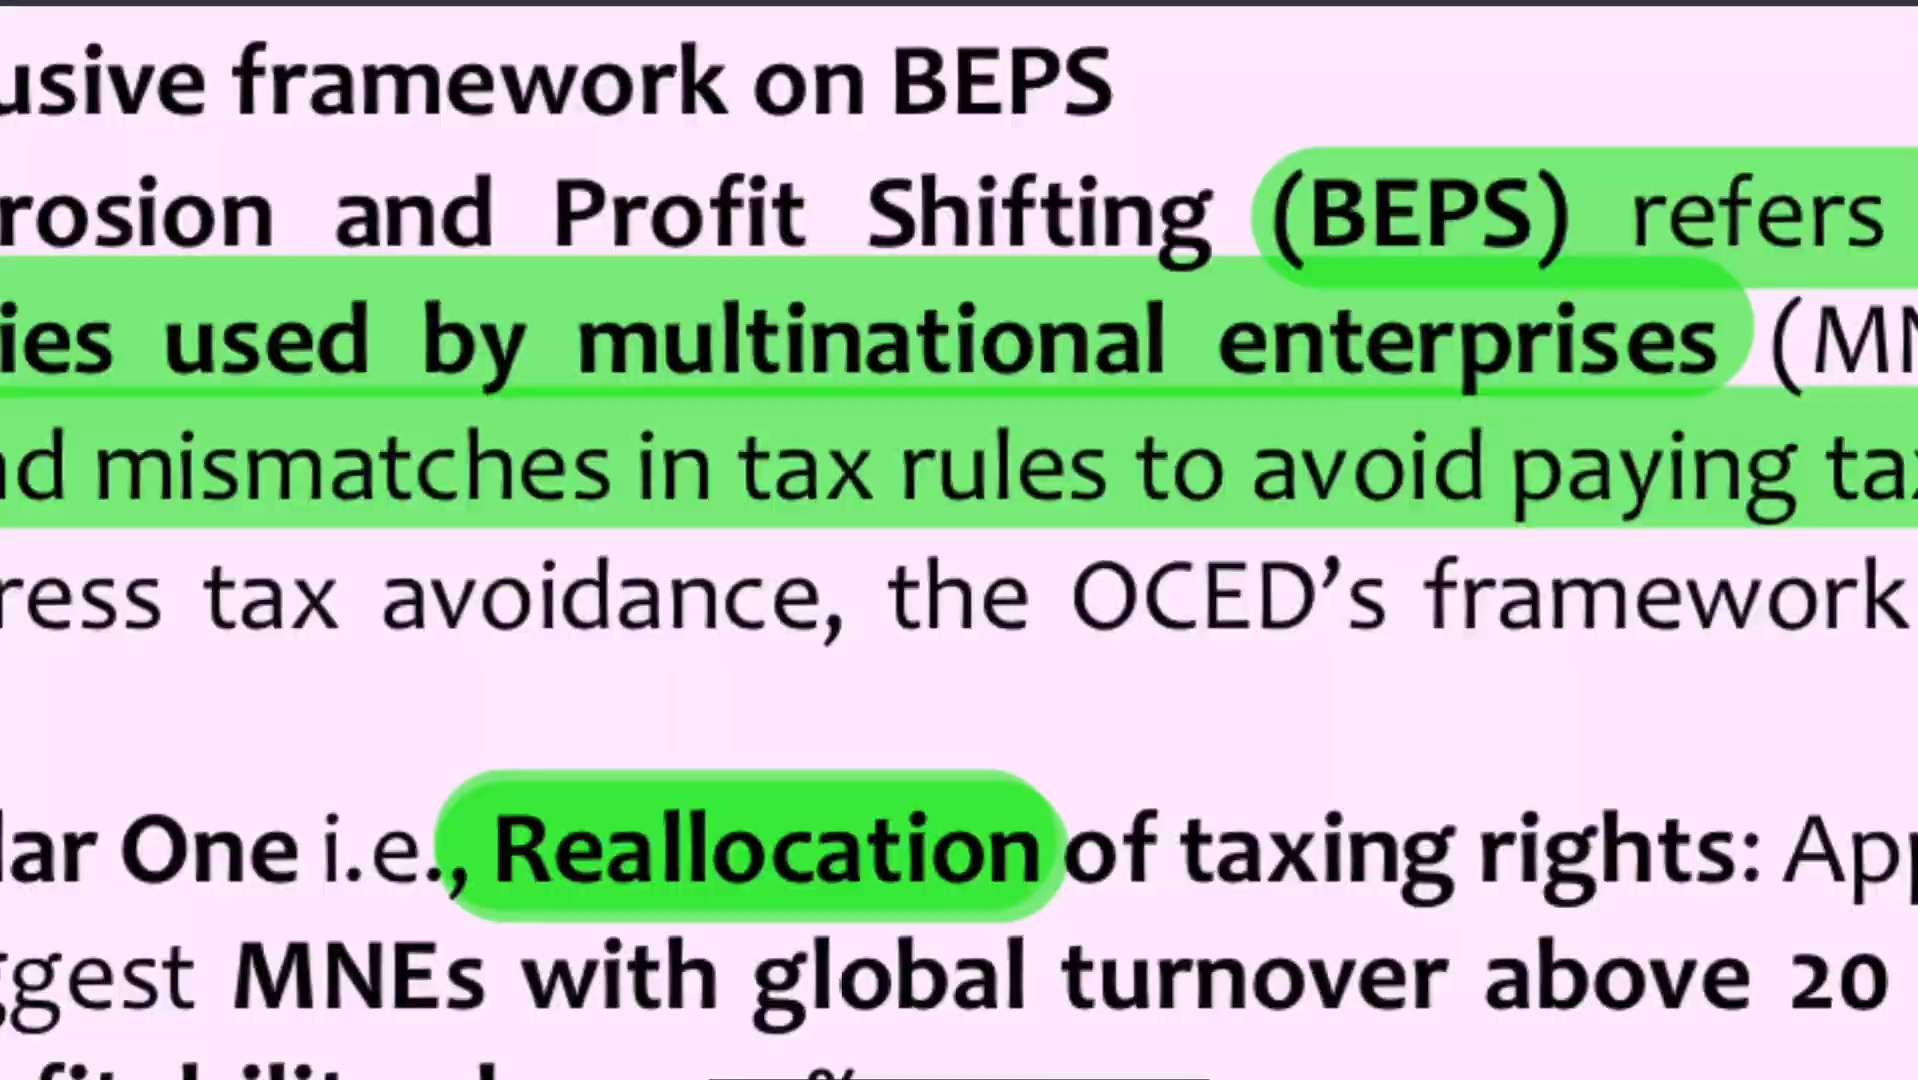 usive framework on BEPS
rosion and Profit Shifting (BEPS) refers
ies used by multinational enterprises (MN
nd mismatches in tax rules to avoid paying tax
ress tax avoidance, the OCED’s framework
lar One i.e., Reallocation of taxing rights: App
ggest MNEs with global turnover above 20